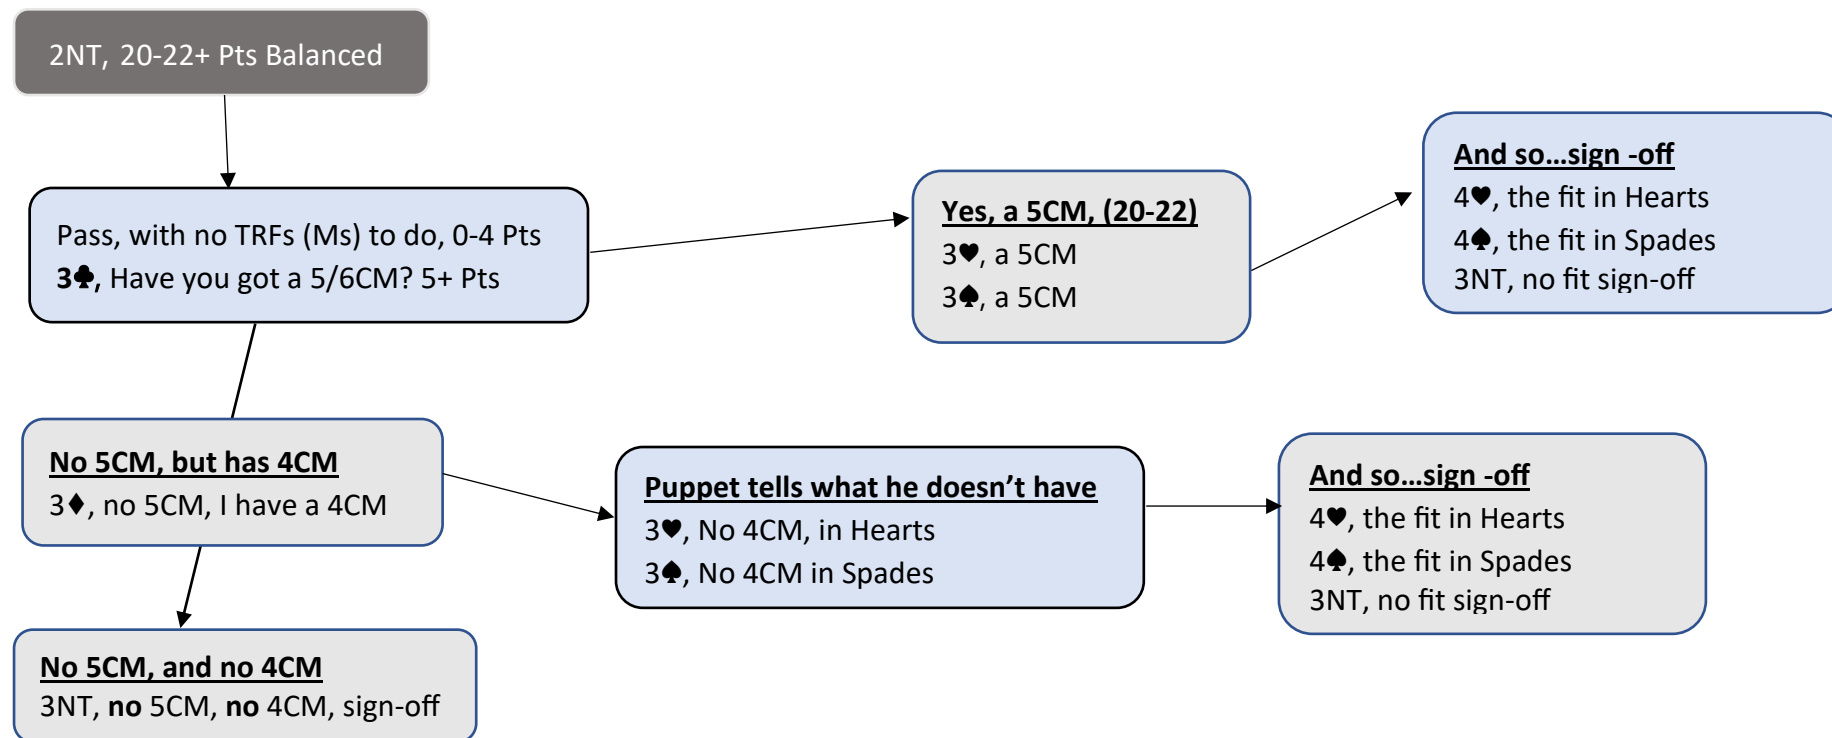 2NT, 20-22+ Pts Balanced
Pass, with no TRFs (Ms) to do, 0-4 Pts
3♣, Have you got a 5/6CM? 5+ Pts
Yes, a 5CM, (20-22)
3♥, a 5CM
3♠, a 5CM
And so...sign -off
4♥, the fit in Hearts
4♠, the fit in Spades
3NT, no fit sign-off
No 5CM, but has 4CM
3♦, no 5CM, I have a 4CM
Puppet tells what he doesn’t have
3♥, No 4CM, in Hearts
3♠, No 4CM in Spades
And so...sign -off
4♥, the fit in Hearts
4♠, the fit in Spades
3NT, no fit sign-off
No 5CM, and no 4CM
3NT, no 5CM, no 4CM, sign-off